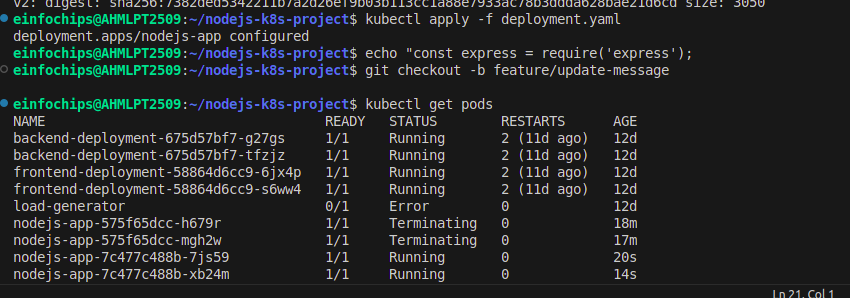 v2: digest: sha256:7382ded5342211b7a2d26ef9b03b113cc1a88e7933ac78b3ddda628bae21d6cd size: 3050
einfochips@AHMLPT2509:~/nodejs-k8s-project$ kubectl apply -f deployment.yaml
deployment.apps/nodejs-app configured
einfochips@AHMLPT2509:~/nodejs-k8s-project$ echo "const express = require('express');
einfochips@AHMLPT2509:~/nodejs-k8s-project$ git checkout -b feature/update-message
einfochips@AHMLPT2509:~/nodejs-k8s-project$ kubectl get pods
NAME READY STATUS RESTARTS AGE
backend-deployment-675d57bf7-g27gs 1/1 Running 2 (11d ago) 12d
backend-deployment-675d57bf7-tfzjz 1/1 Running 2 (11d ago) 12d
frontend-deployment-58864d6cc9-6jx4p 1/1 Running 2 (11d ago) 12d
frontend-deployment-58864d6cc9-s6ww4 1/1 Running 2 (11d ago) 12d
load-generator 0/1 Error 0 12d
nodejs-app-575f65dcc-h679r 1/1 Terminating 0 18m
nodejs-app-575f65dcc-mgh2w 1/1 Terminating 0 17m
nodejs-app-7c477c488b-7js59 1/1 Running 0 20s
nodejs-app-7c477c488b-xb24m 1/1 Running 0 14s
Ln 21, Col 1